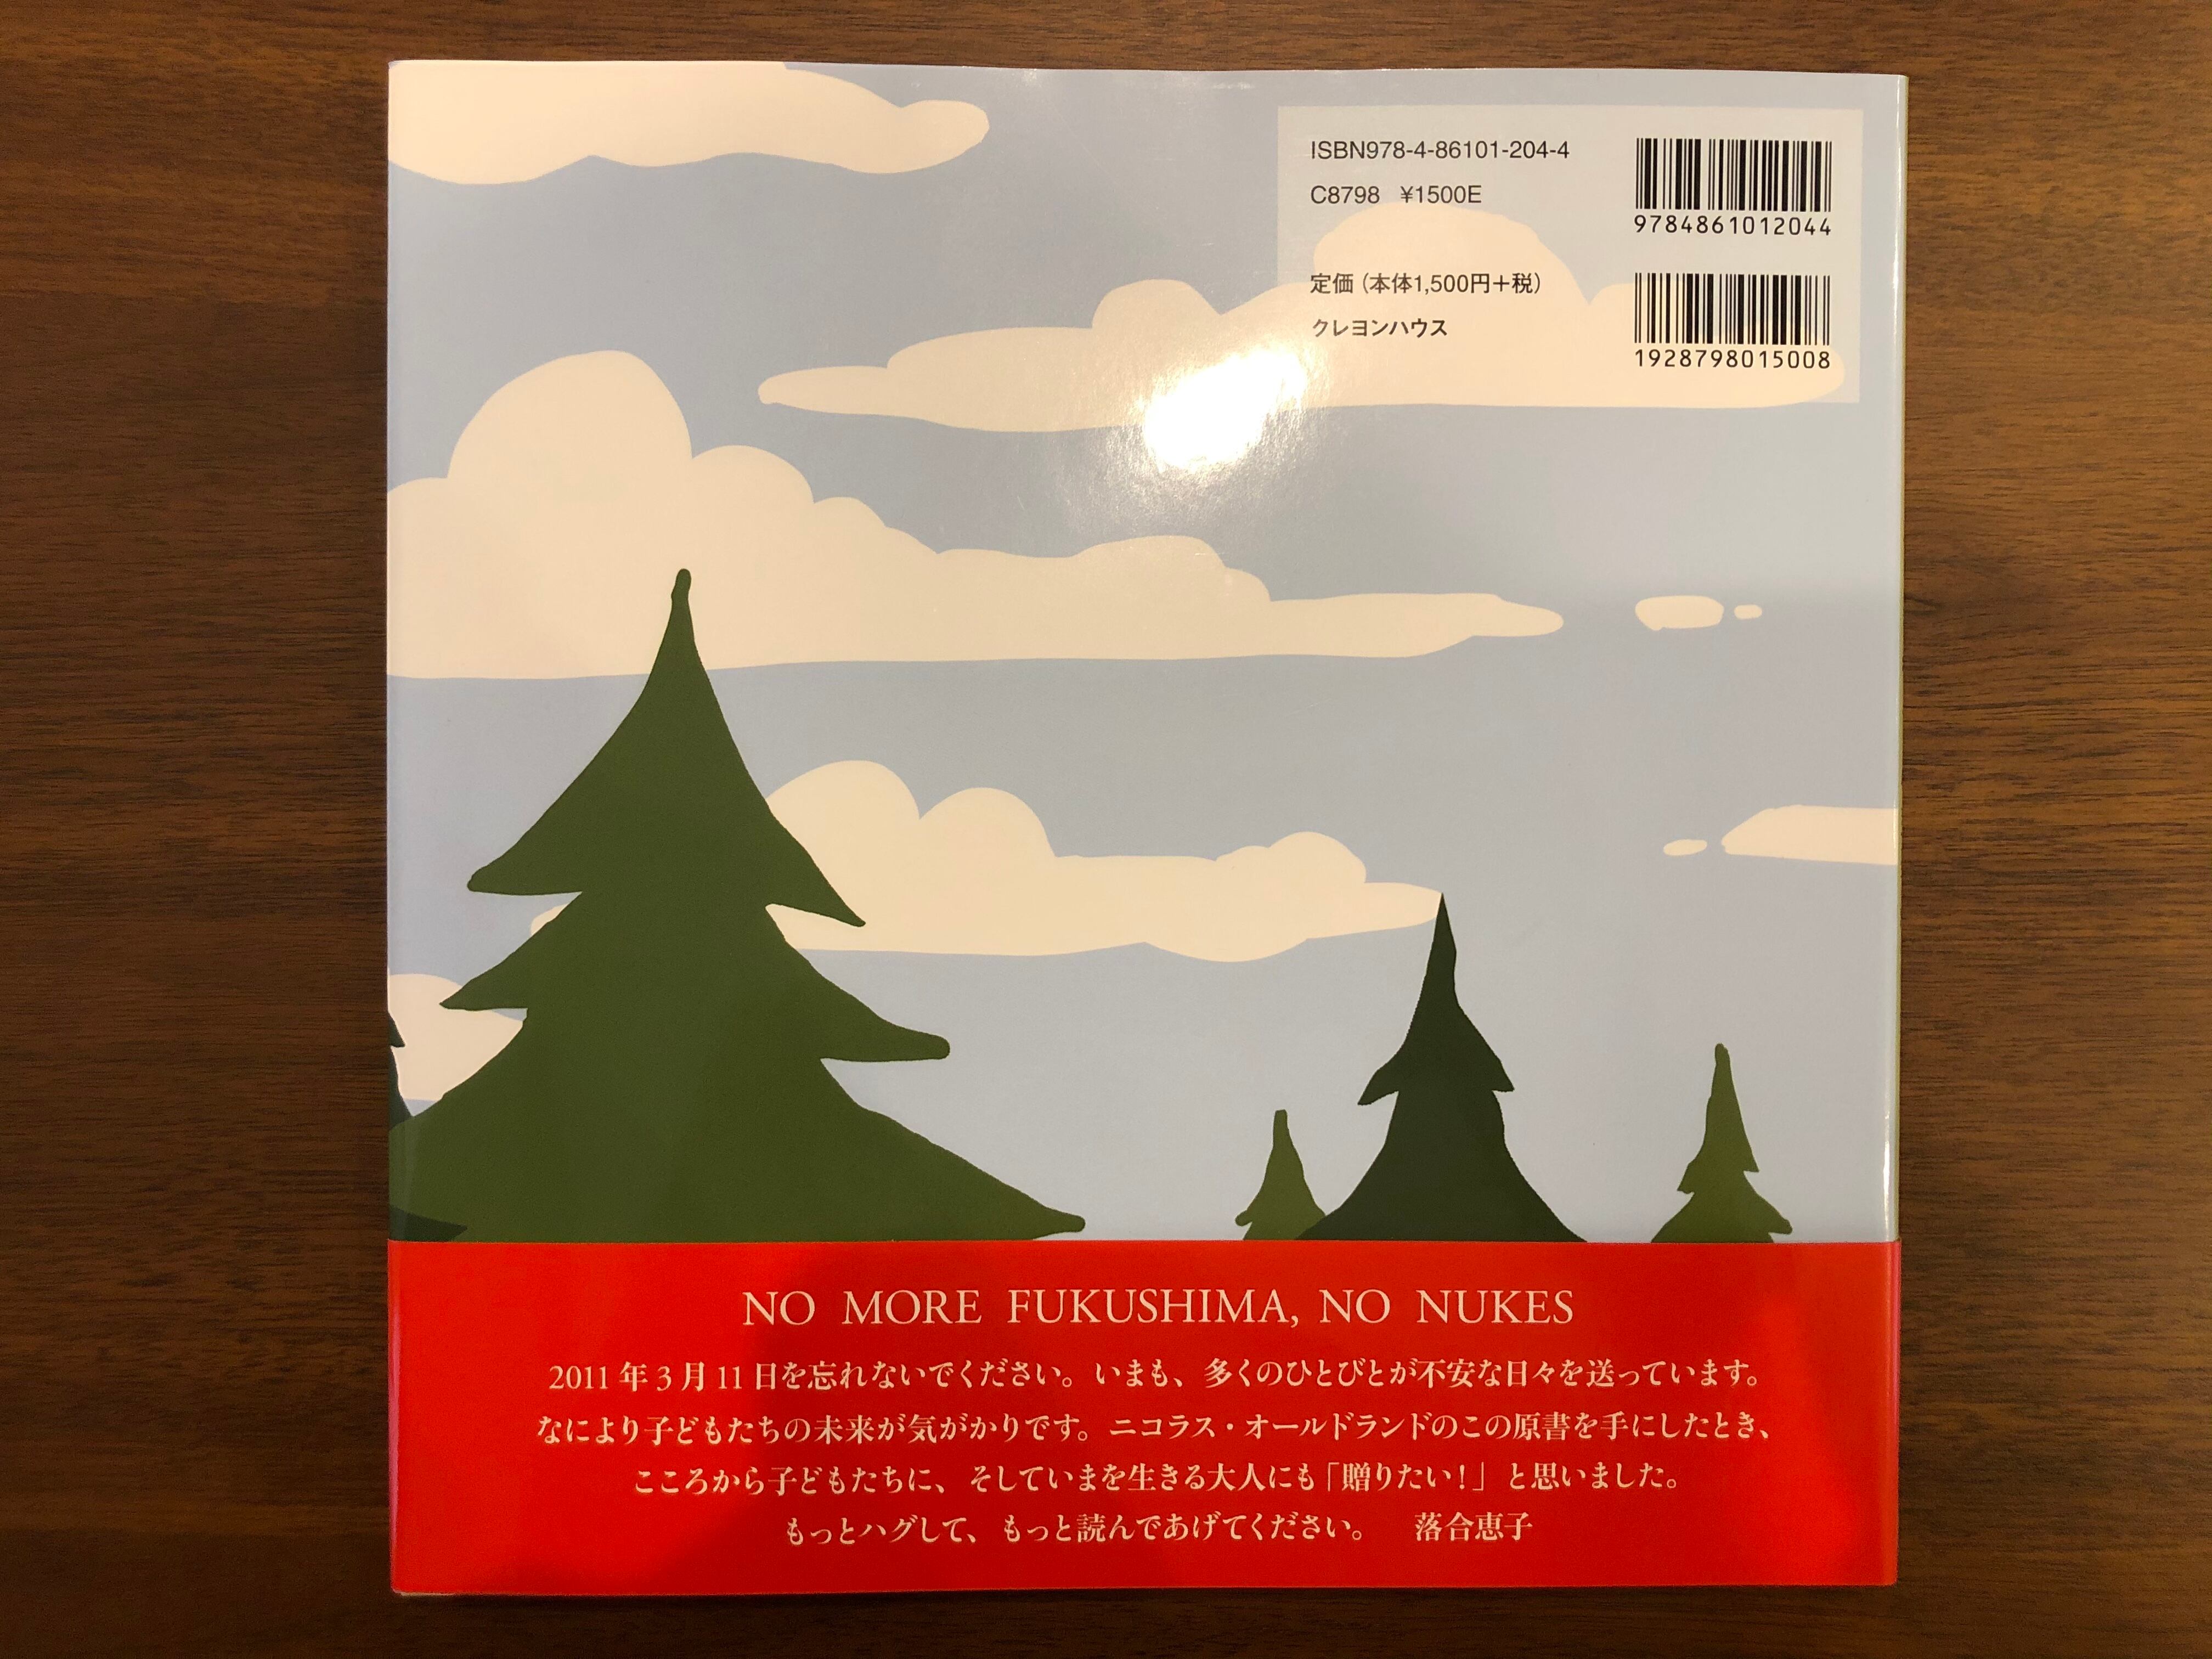 ISBN978-4-86101-204-4
C8798 ¥1500E
9784861012044
定価（本体1,500円＋税）
クレヨンハウス
1928798015008
NO MORE FUKUSHIMA, NO NUKES
2011年3月11日を忘れないでください。いまも、多くのひとびとが不安な日々を送っています。
なにより子どもたちの未来が気がかりです。ニコラス・オールドランドのこの原書を手にしたとき、
こころから子どもたちに、そしていまを生きる大人にも「贈りたい！」と思いました。
もっとハグして、もっと読んであげてください。 落合恵子